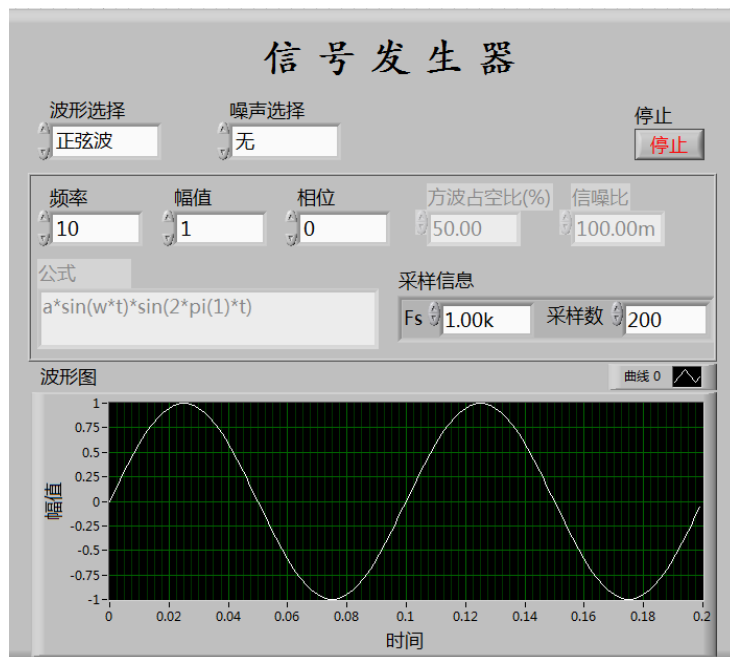 信号发生器
波形选择 噪声选择
停止
正弦波 无 停止
频率 幅值 相位 方波占空比(%) 信噪比
10 1 0 50.00 100.00m
公式
采样信息
a*sin(w*t)*sin(2*pi(1)*t)
Fs 1.00k 采样数 200
波形图 曲线 0
1
0.75
0.5
0.25
0
-0.25
-0.5
-0.75
-1
幅值
0 0.02 0.04 0.06 0.08 0.1 0.12 0.14 0.16 0.18 0.2
时间